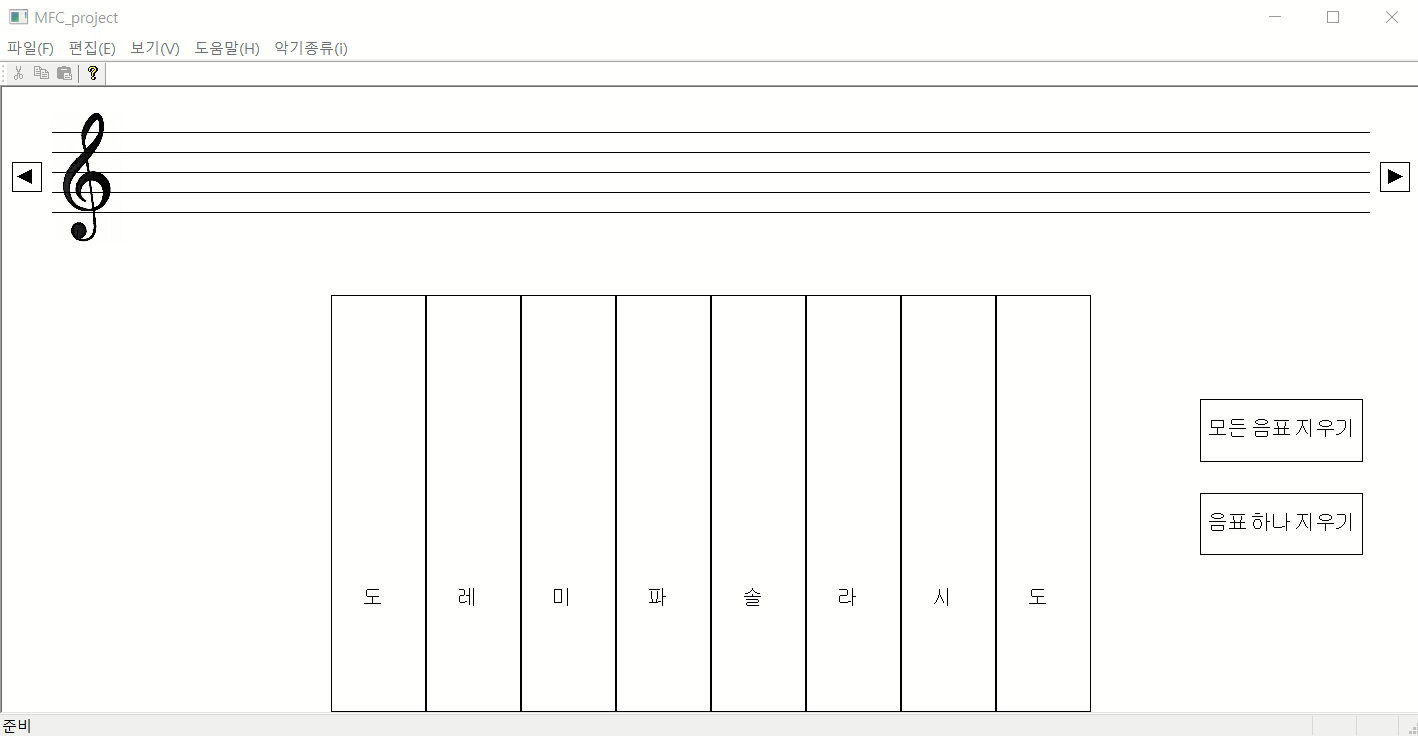 MFC_project
파일(F) 편집(E) 보기(V) 도움말(H) 악기종류(i)
모든 음표 지우기
음표 하나 지우기
도 레 미 파 솔 라 시 도
준비